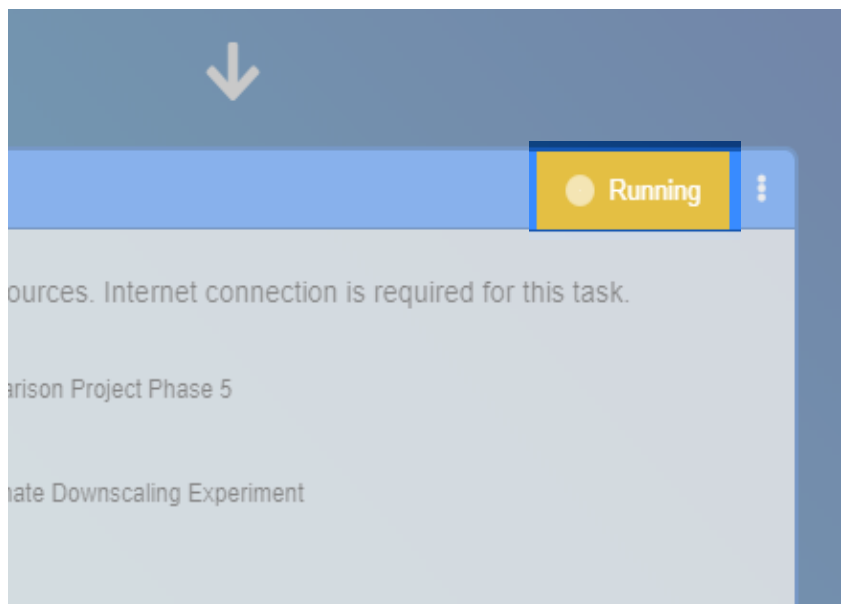 Running
ources. Internet connection is required for this task.
arison Project Phase 5
nate Downscaling Experiment